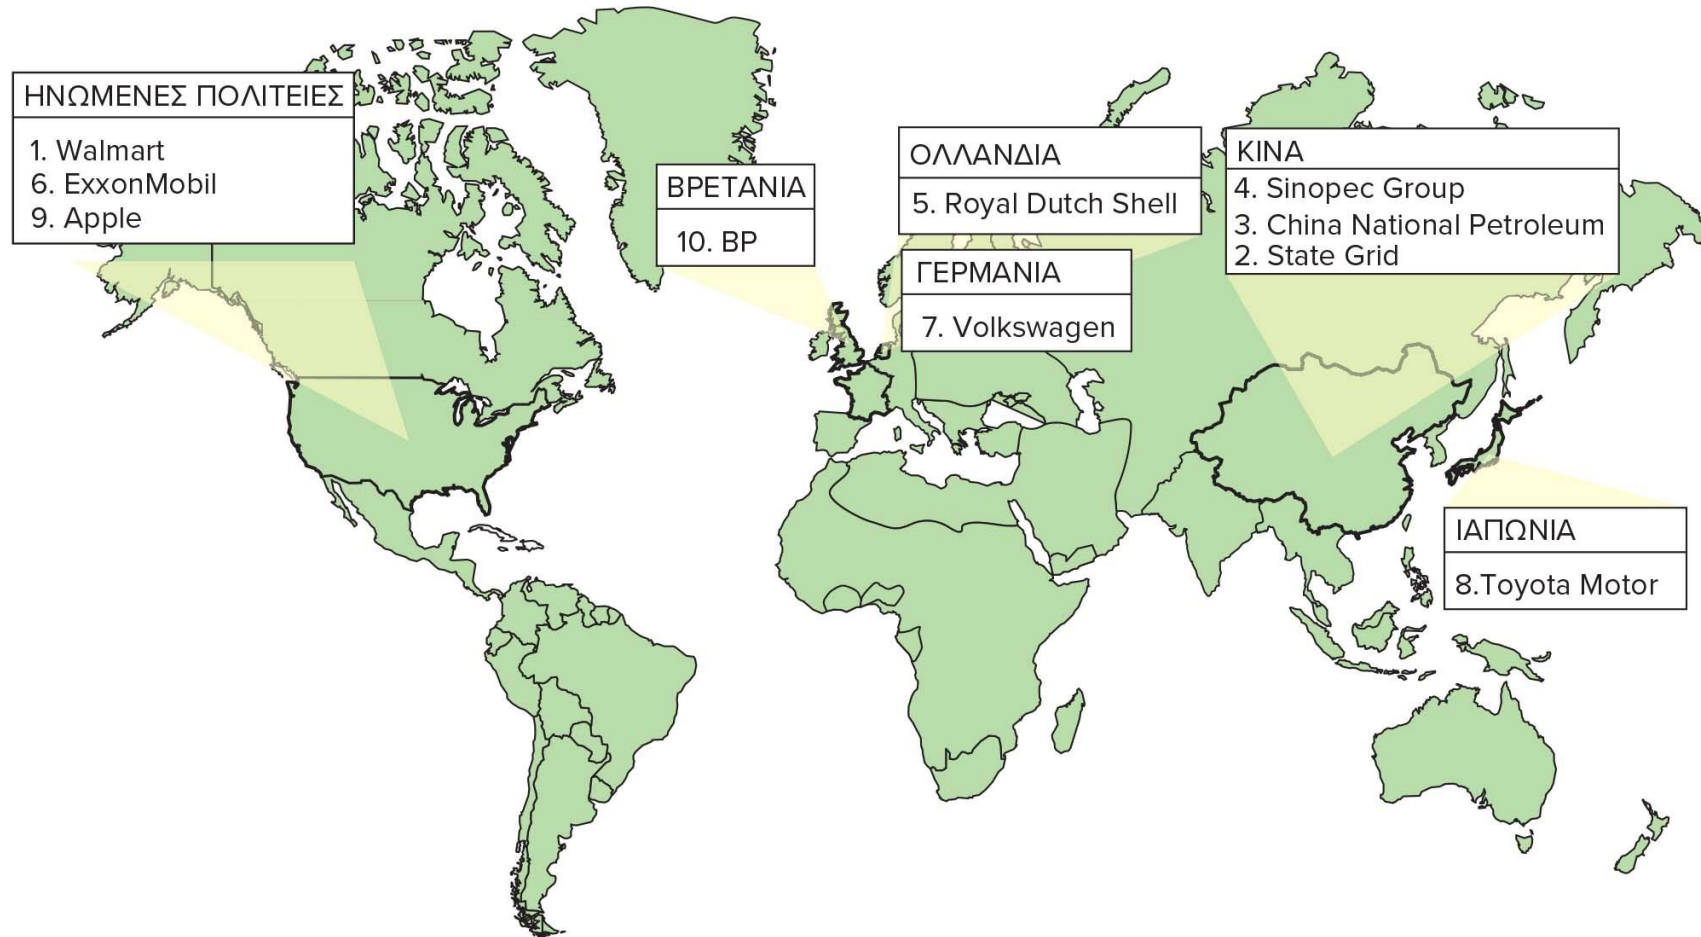 ΗΝΩΜΕΝΕΣ ΠΟΛΙΤΕΙΕΣ
1. Walmart
6. ExxonMobil
9. Apple
ΒΡΕΤΑΝΙΑ
10. BP
ΟΛΛΑΝΔΙΑ
5. Royal Dutch Shell
ΓΕΡΜΑΝΙΑ
7. Volkswagen
ΚΙΝΑ
4. Sinopec Group
3. China National Petroleum
2. State Grid
ΙΑΠΩΝΙΑ
8.Toyota Motor